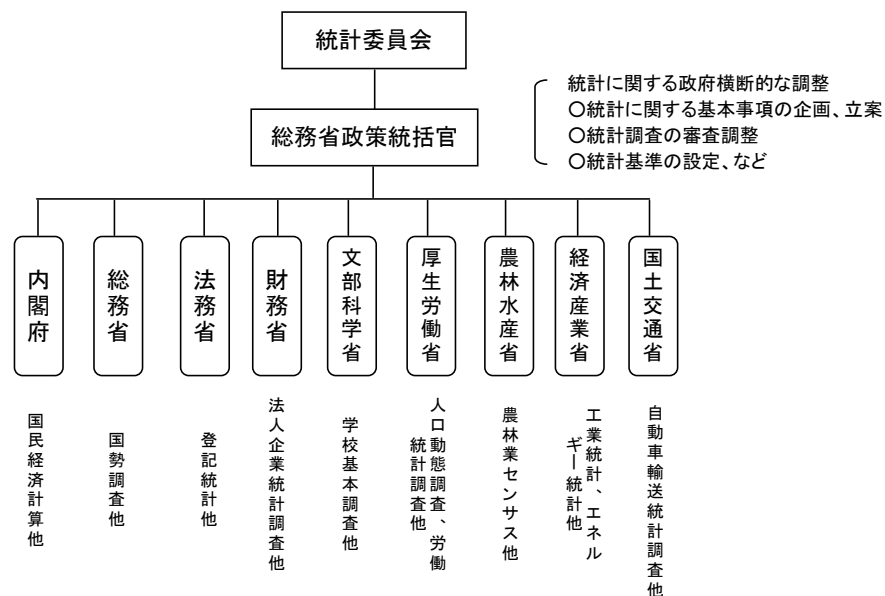 統計委員会
総務省政策統括官
統計に関する政府横断的な調整
〇統計に関する基本事項の企画、立案
〇統計調査の審査調整
〇統計基準の設定、など
内閣府
総務省
法務省
財務省
文部科学省
厚生労働省
農林水産省
経済産業省
国土交通省
国民経済計算他
国勢調査他
登記統計他
法人企業統計調査他
学校基本調査他
人口動態調査、労働
統計調査他
農林業センサス他
工業統計、エネル
ギー統計他
自動車輸送統計調査他